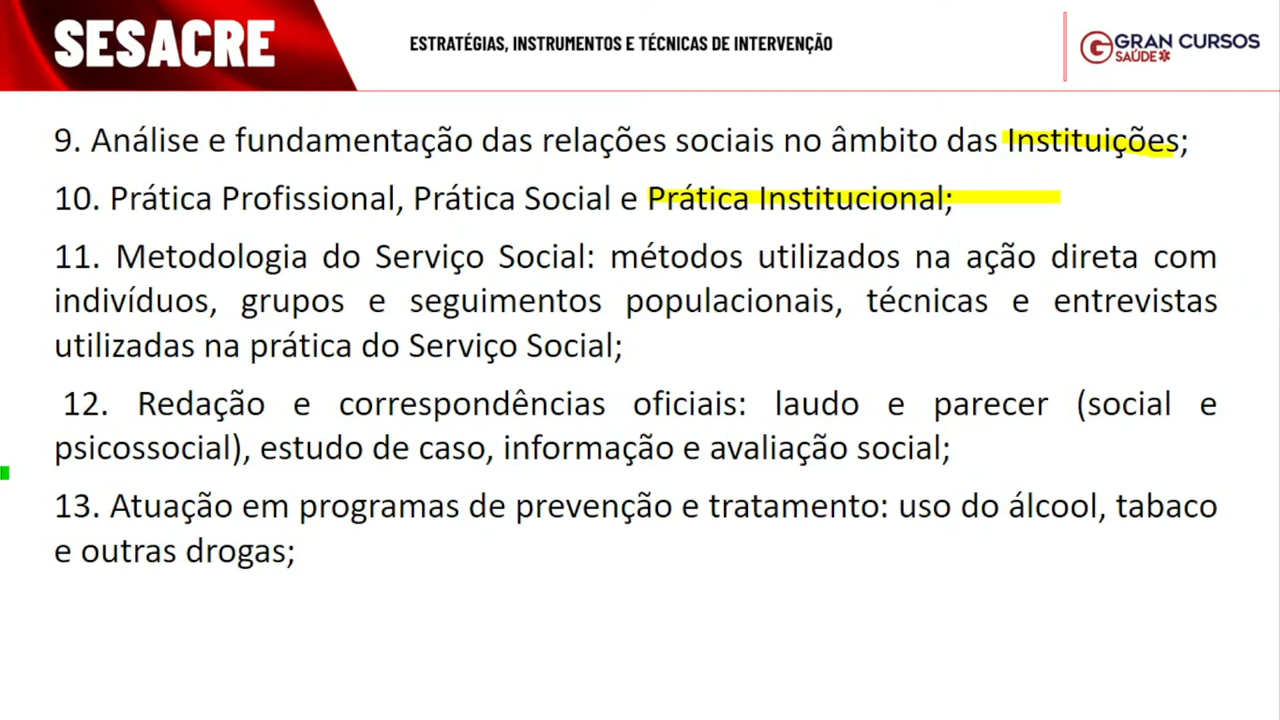 SESACRE
ESTRATÉGIAS, INSTRUMENTOS E TÉCNICAS DE INTERVENÇÃO
GRAN CURSOS
SAÚDE
9. Análise e fundamentação das relações sociais no âmbito das Instituições;
10. Prática Profissional, Prática Social e Prática Institucional;
11. Metodologia do Serviço Social: métodos utilizados na ação direta com
indivíduos, grupos e seguimentos populacionais, técnicas e entrevistas
utilizadas na prática do Serviço Social;
12. Redação e correspondências oficiais: laudo e parecer (social e
psicossocial), estudo de caso, informação e avaliação social;
13. Atuação em programas de prevenção e tratamento: uso do álcool, tabaco
e outras drogas;